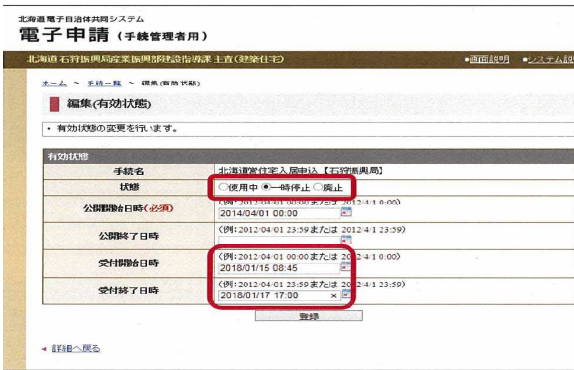 北海道電子自治体共同システム
電子申請 (手続管理者用)
北海道 石狩振興局産業振興部建設指導課 主査(建築住宅)
●画面説明 ●システム説
ホーム > 手続一覧 > 編集(有効状態)
編集(有効状態)
・ 有効状態の変更を行います。
有効状態
手続名 北海道営住宅入居申込【石狩振興局】
状態 ○使用中 ◉一時停止 ○廃止
公開開始日時(必須) (例:2012/04/01 00:00 または 2012/4/1 0:00)
2014/04/01 00:00
公開終了日時 (例:2012/04/01 23:59 または 2012/4/1 23:59)
受付開始日時 (例:2012/04/01 00:00 または 2012/4/1 0:00)
2018/01/15 08:45
受付終了日時 (例:2012/04/01 23:59 または 2012/4/1 23:59)
2018/01/17 17:00 ×
登録
詳細へ戻る